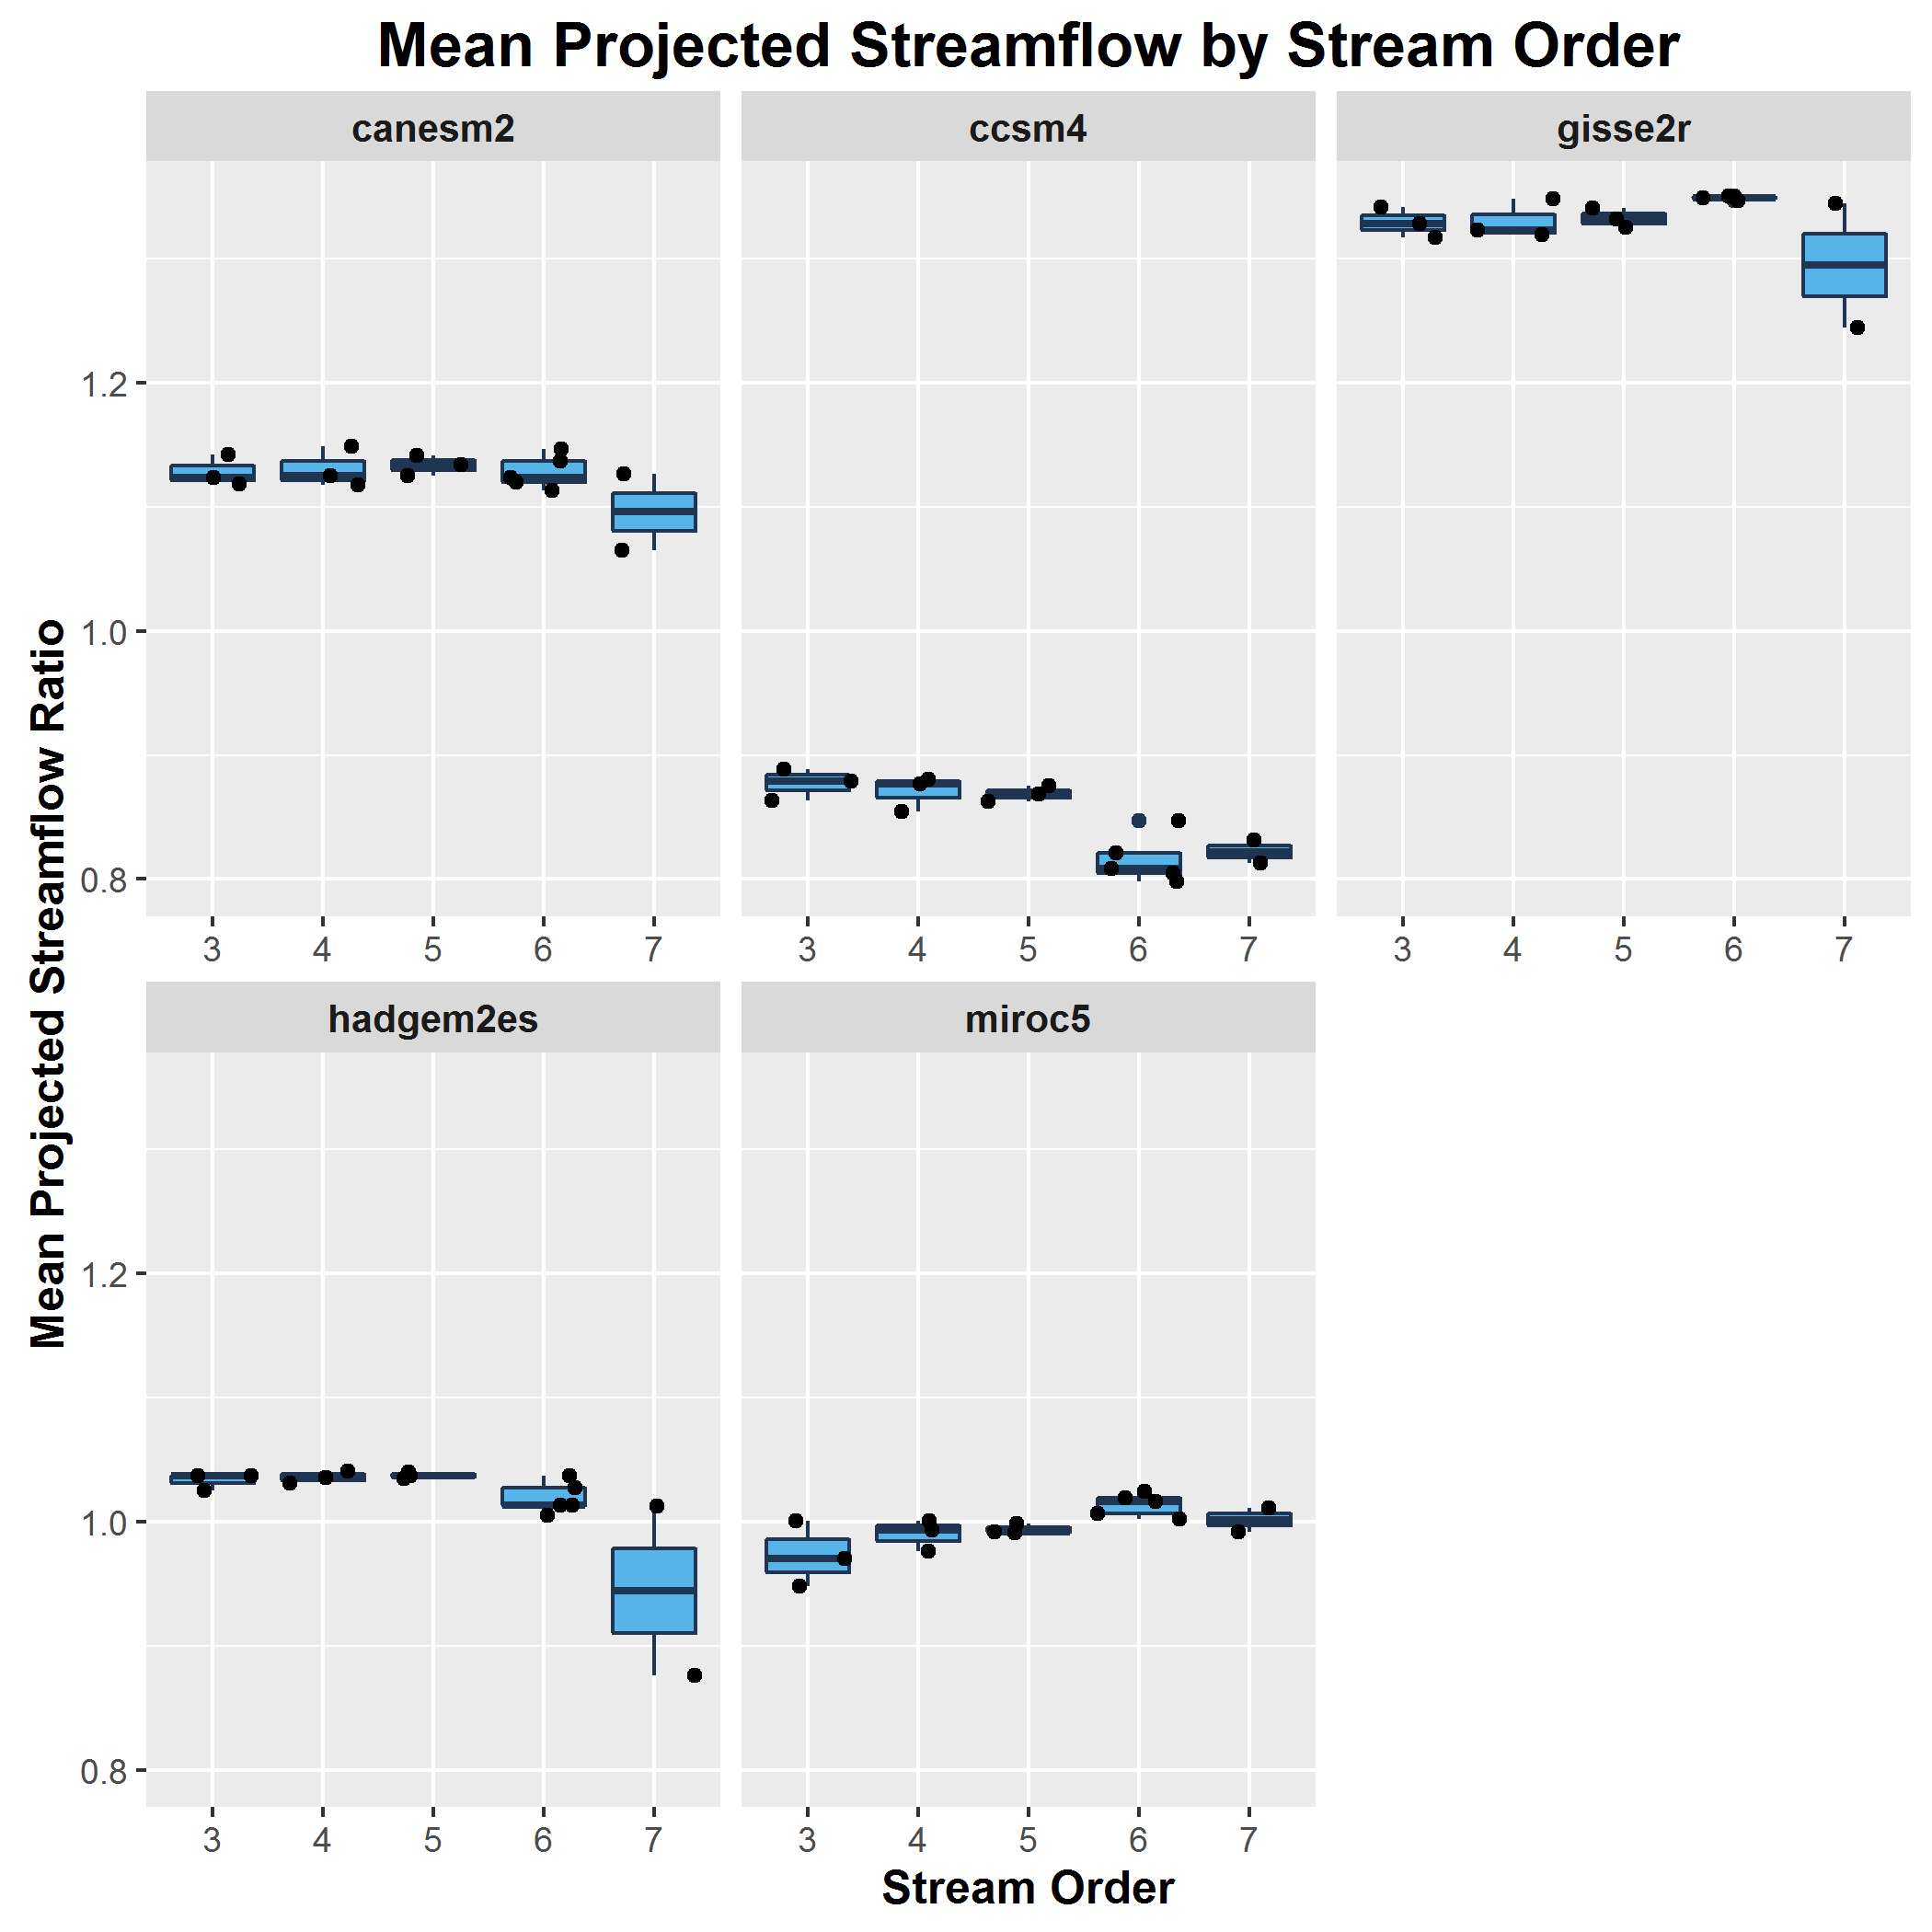 Mean Projected Streamflow by Stream Order
canesm2
ccsm4
gisse2r
1.2
1.0
0.8
3 4 5 6 7
3 4 5 6 7
3 4 5 6 7
Mean Projected Streamflow Ratio
hadgem2es
miroc5
1.2
1.0
0.8
3 4 5 6 7
3 4 5 6 7
Stream Order